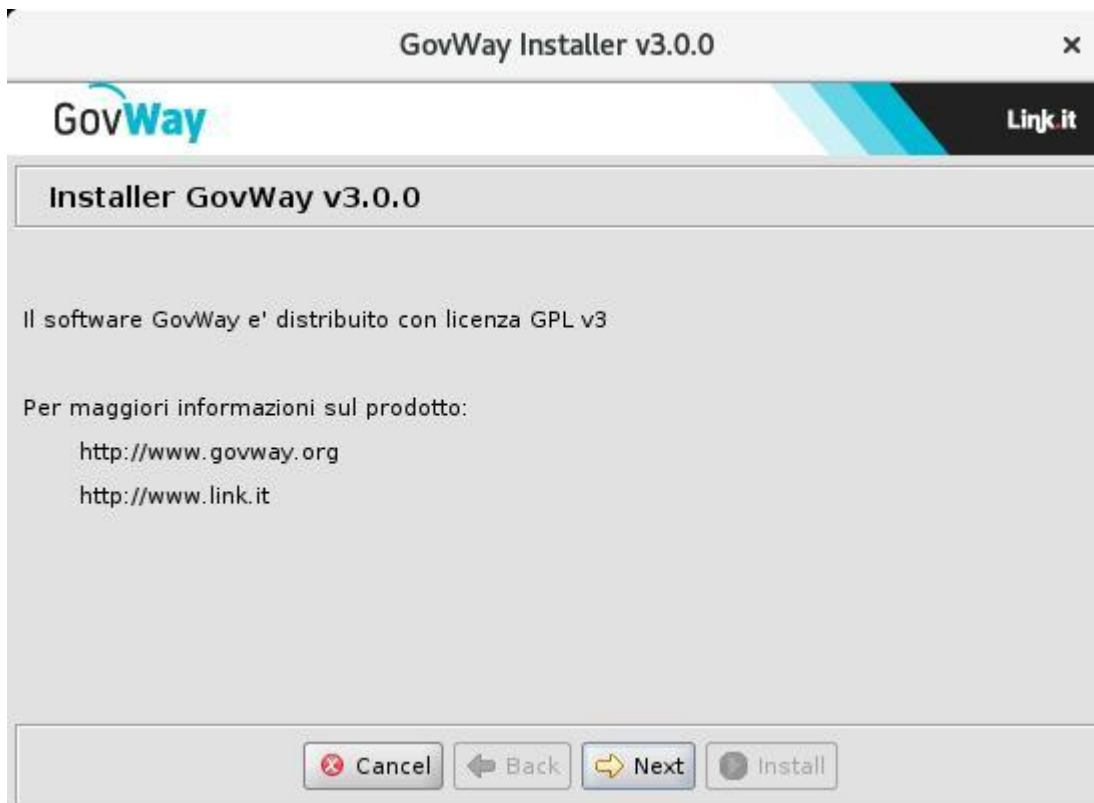 GovWay Installer v3.0.0
GovWay
Link.it
Installer GovWay v3.0.0
Il software GovWay e' distribuito con licenza GPL v3
Per maggiori informazioni sul prodotto:
http://www.govway.org
http://www.link.it
Cancel Back Next Install